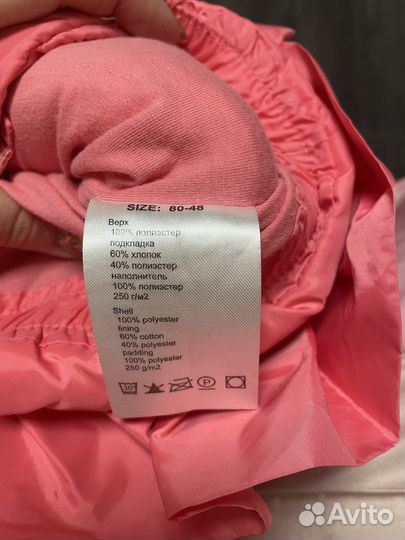 SIZE: 80-48
Верх
100% полиэстер
подкладка
60% хлопок
40% полиэстер
наполнитель
100% полиэстер
250 г/м2
Shell
100% polyester
lining
60% cotton
40% polyester
padding
100% polyester
250 g/m2
30°
P
Avito